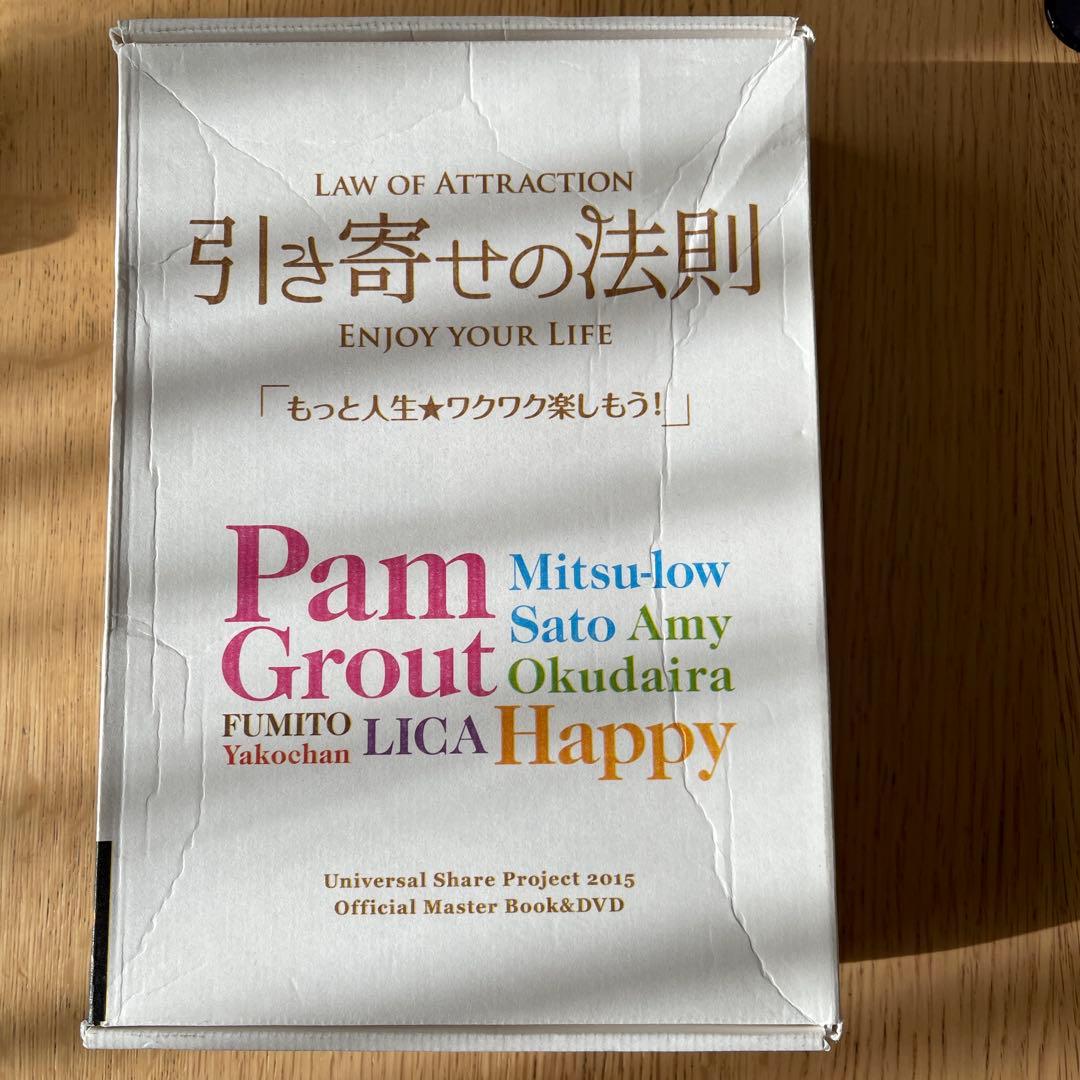 LAW OF ATTRACTION
引き寄せの法則
ENJOY YOUR LIFE
「もっと人生★ワクワク楽しもう!」
Pam
Grout
Mitsu-low
Sato Amy
Okudaira
FUMITO
Yakochan
LICA
Happy
Universal Share Project 2015
Official Master Book&DVD